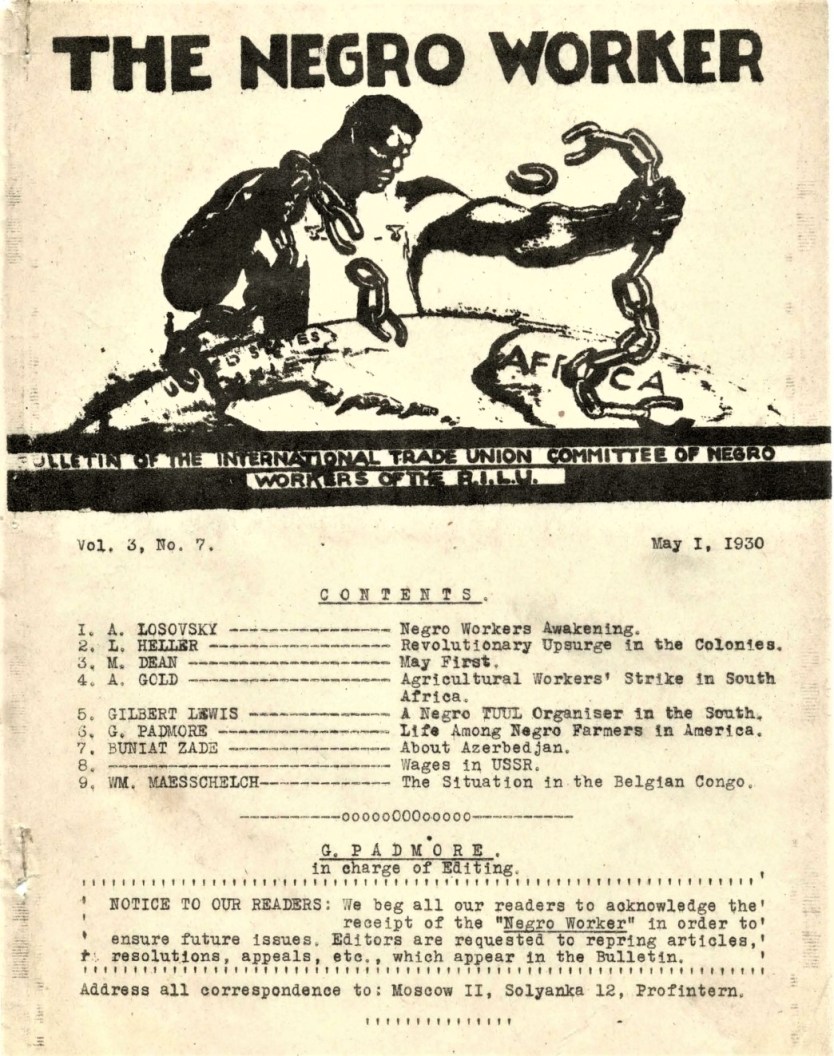 THE NEGRO WORKER
UNITED STATES
AFRICA
BULLETIN OF THE INTERNATIONAL TRADE UNION COMMITTEE OF NEGRO
WORKERS OF THE R.I.L.U.
Vol. 3, No. 7. May I, I930
CONTENTS.
1. A. LOSOVSKY ---------------- Negro Workers Awakening.
2. L. HELLER ------------------ Revolutionary Upsurge in the Colonies.
3. M. DEAN -------------------- May First.
4. A. GOLD -------------------- Agricultural Workers' Strike in South
Africa.
5. GILBERT LEWIS -------------- A Negro TUUL Organiser in the South.
6. G. PADMORE ----------------- Life Among Negro Farmers in America.
7. BUNIAT ZADE ---------------- About Azerbedjan.
8. ---------------------------- Wages in USSR.
9. WM. MAESSCHELCH------------- The Situation in the Belgian Congo.
----------oooooOOOooooo----------
G. PADMORE.
in charge of Editing.
NOTICE TO OUR READERS: We beg all our readers to acknowledge the
receipt of the "Negro Worker" in order to
ensure future issues. Editors are requested to repring articles,
resolutions, appeals, etc., which appear in the Bulletin.
Address all correspondence to: Moscow II, Solyanka 12, Profintern.